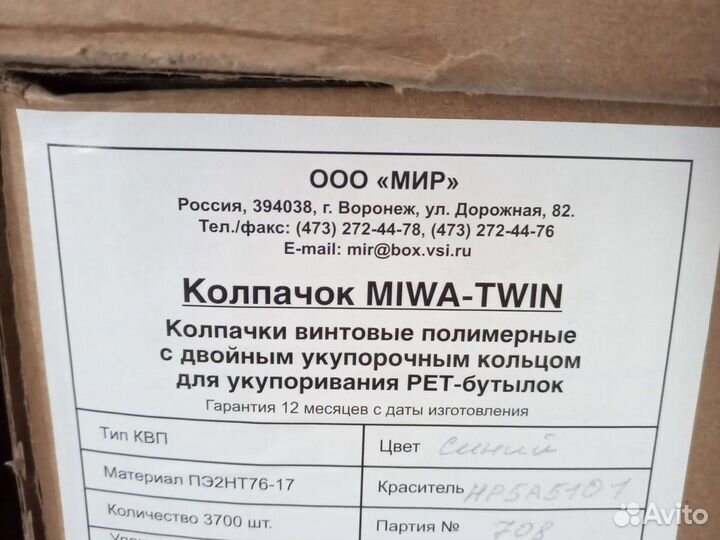 ООО «МИР»
Россия, 394038, г. Воронеж, ул. Дорожная, 82.
Тел./факс: (473) 272-44-78, (473) 272-44-76
E-mail: mir@box.vsi.ru
Колпачок MIWA-TWIN
Колпачки винтовые полимерные
с двойным укупорочным кольцом
для укупоривания PET-бутылок
Гарантия 12 месяцев с даты изготовления
Тип КВП
Цвет синий
Материал ПЭ2НТ76-17
Краситель НР5А5101
Количество 3700 шт.
Партия № 708
Avito